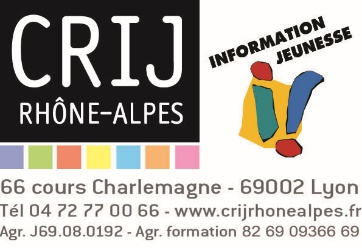 CRIJ
RHÔNE-ALPES
INFORMATION
JEUNESSE
66 cours Charlemagne - 69002 Lyon
Tél 04 72 77 00 66 - www.crijrhonealpes.fr
Agr. J69.08.0192 - Agr. formation 82 69 09366 69